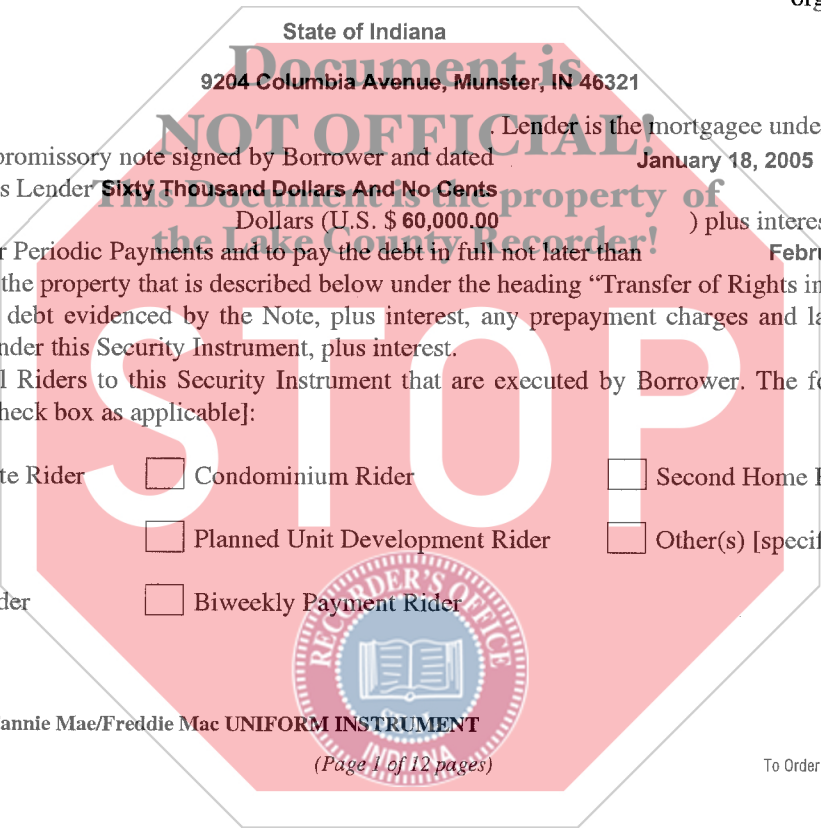 org
State of Indiana
Document is
9204 Columbia Avenue, Munster, IN 46321
NOT OFFICIAL!
. Lender is the mortgagee unde
promissory note signed by Borrower and dated January 18, 2005
s Lender Sixty Thousand Dollars And No Cents
This Document is the property of
Dollars (U.S. $ 60,000.00 ) plus interes
the Lake County Recorder!
r Periodic Payments and to pay the debt in full not later than Febru
the property that is described below under the heading “Transfer of Rights in
debt evidenced by the Note, plus interest, any prepayment charges and la
nder this Security Instrument, plus interest.
l Riders to this Security Instrument that are executed by Borrower. The fo
heck box as applicable]:
STOP
te Rider Condominium Rider Second Home R
Planned Unit Development Rider Other(s) [specif
der Biweekly Payment Rider
RECORDER'S OFFICE
SEAL
INDIANA
annie Mae/Freddie Mac UNIFORM INSTRUMENT
(Page 1 of 12 pages)
To Order